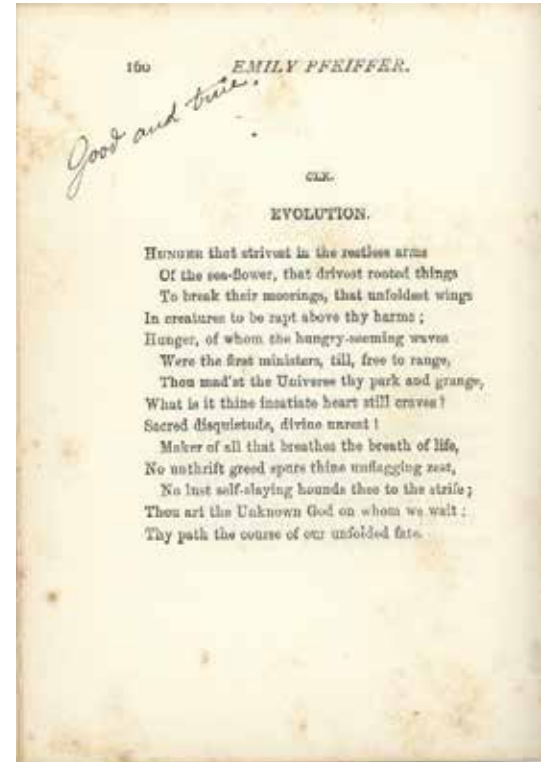 160 EMILY PFEIFFER.
Good and true.
CLX.
EVOLUTION.
HUNGER that strivest in the restless arms
Of the sea-flower, that drivest rooted things
To break their moorings, that unfoldest wings
In creatures to be rapt above thy harms ;
Hunger, of whom the hungry-seeming waves
Were the first ministers, till, free to range,
Thou mad'st the Universe thy park and grange,
What is it thine insatiate heart still craves ?
Sacred disquietude, divine unrest !
Maker of all that breathes the breath of life,
No unthrift greed spurs thine unflagging zest,
No lust self-slaying hounds thee to the strife ;
Thou art the Unknown God on whom we wait ;
Thy path the course of our unfolded fate.